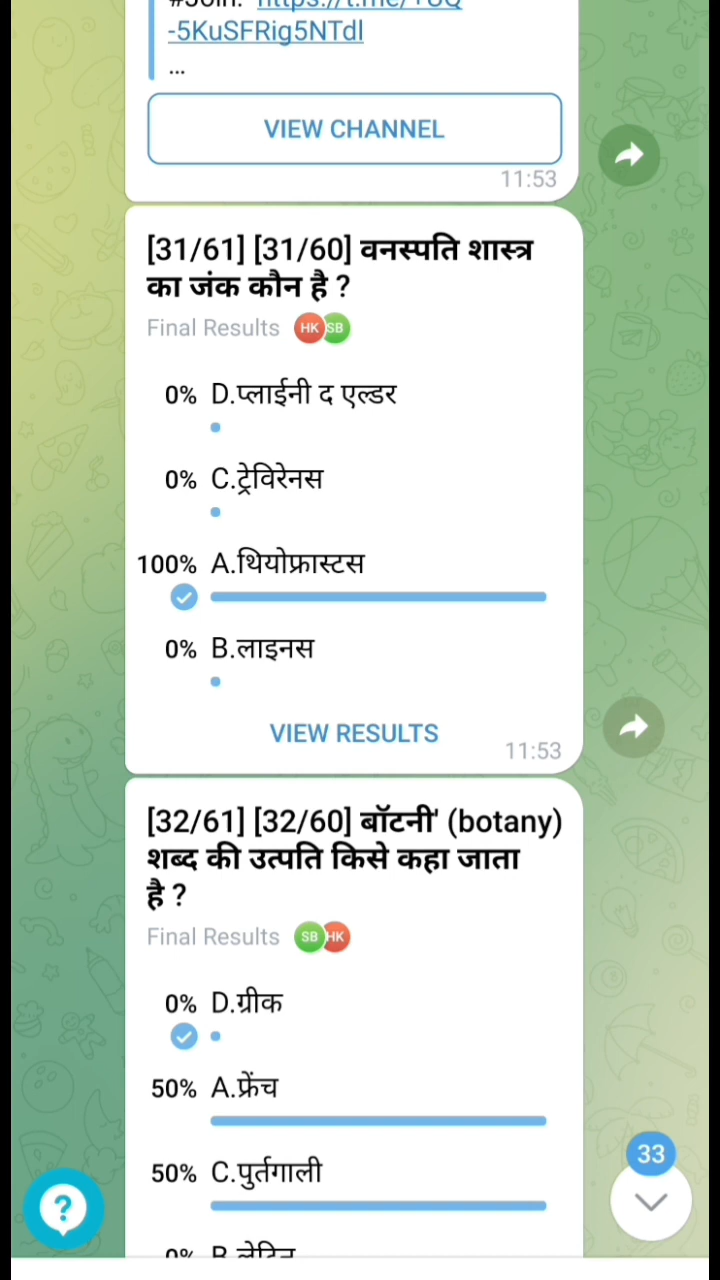 -5KuSFRig5NTdl
...
VIEW CHANNEL
11:53
[31/61] [31/60] वनस्पति शास्त्र
का जंक कौन है ?
Final Results HK SB
0% D.प्लाईनी द एल्डर
0% C.ट्रेविरेनस
100% A.थियोफ्रास्टस
0% B.लाइनस
VIEW RESULTS
11:53
[32/61] [32/60] बॉटनी' (botany)
शब्द की उत्पति किसे कहा जाता
है ?
Final Results SB HK
0% D.ग्रीक
50% A.फ्रेंच
50% C.पुर्तगाली
33
?
0% B.लेटिन